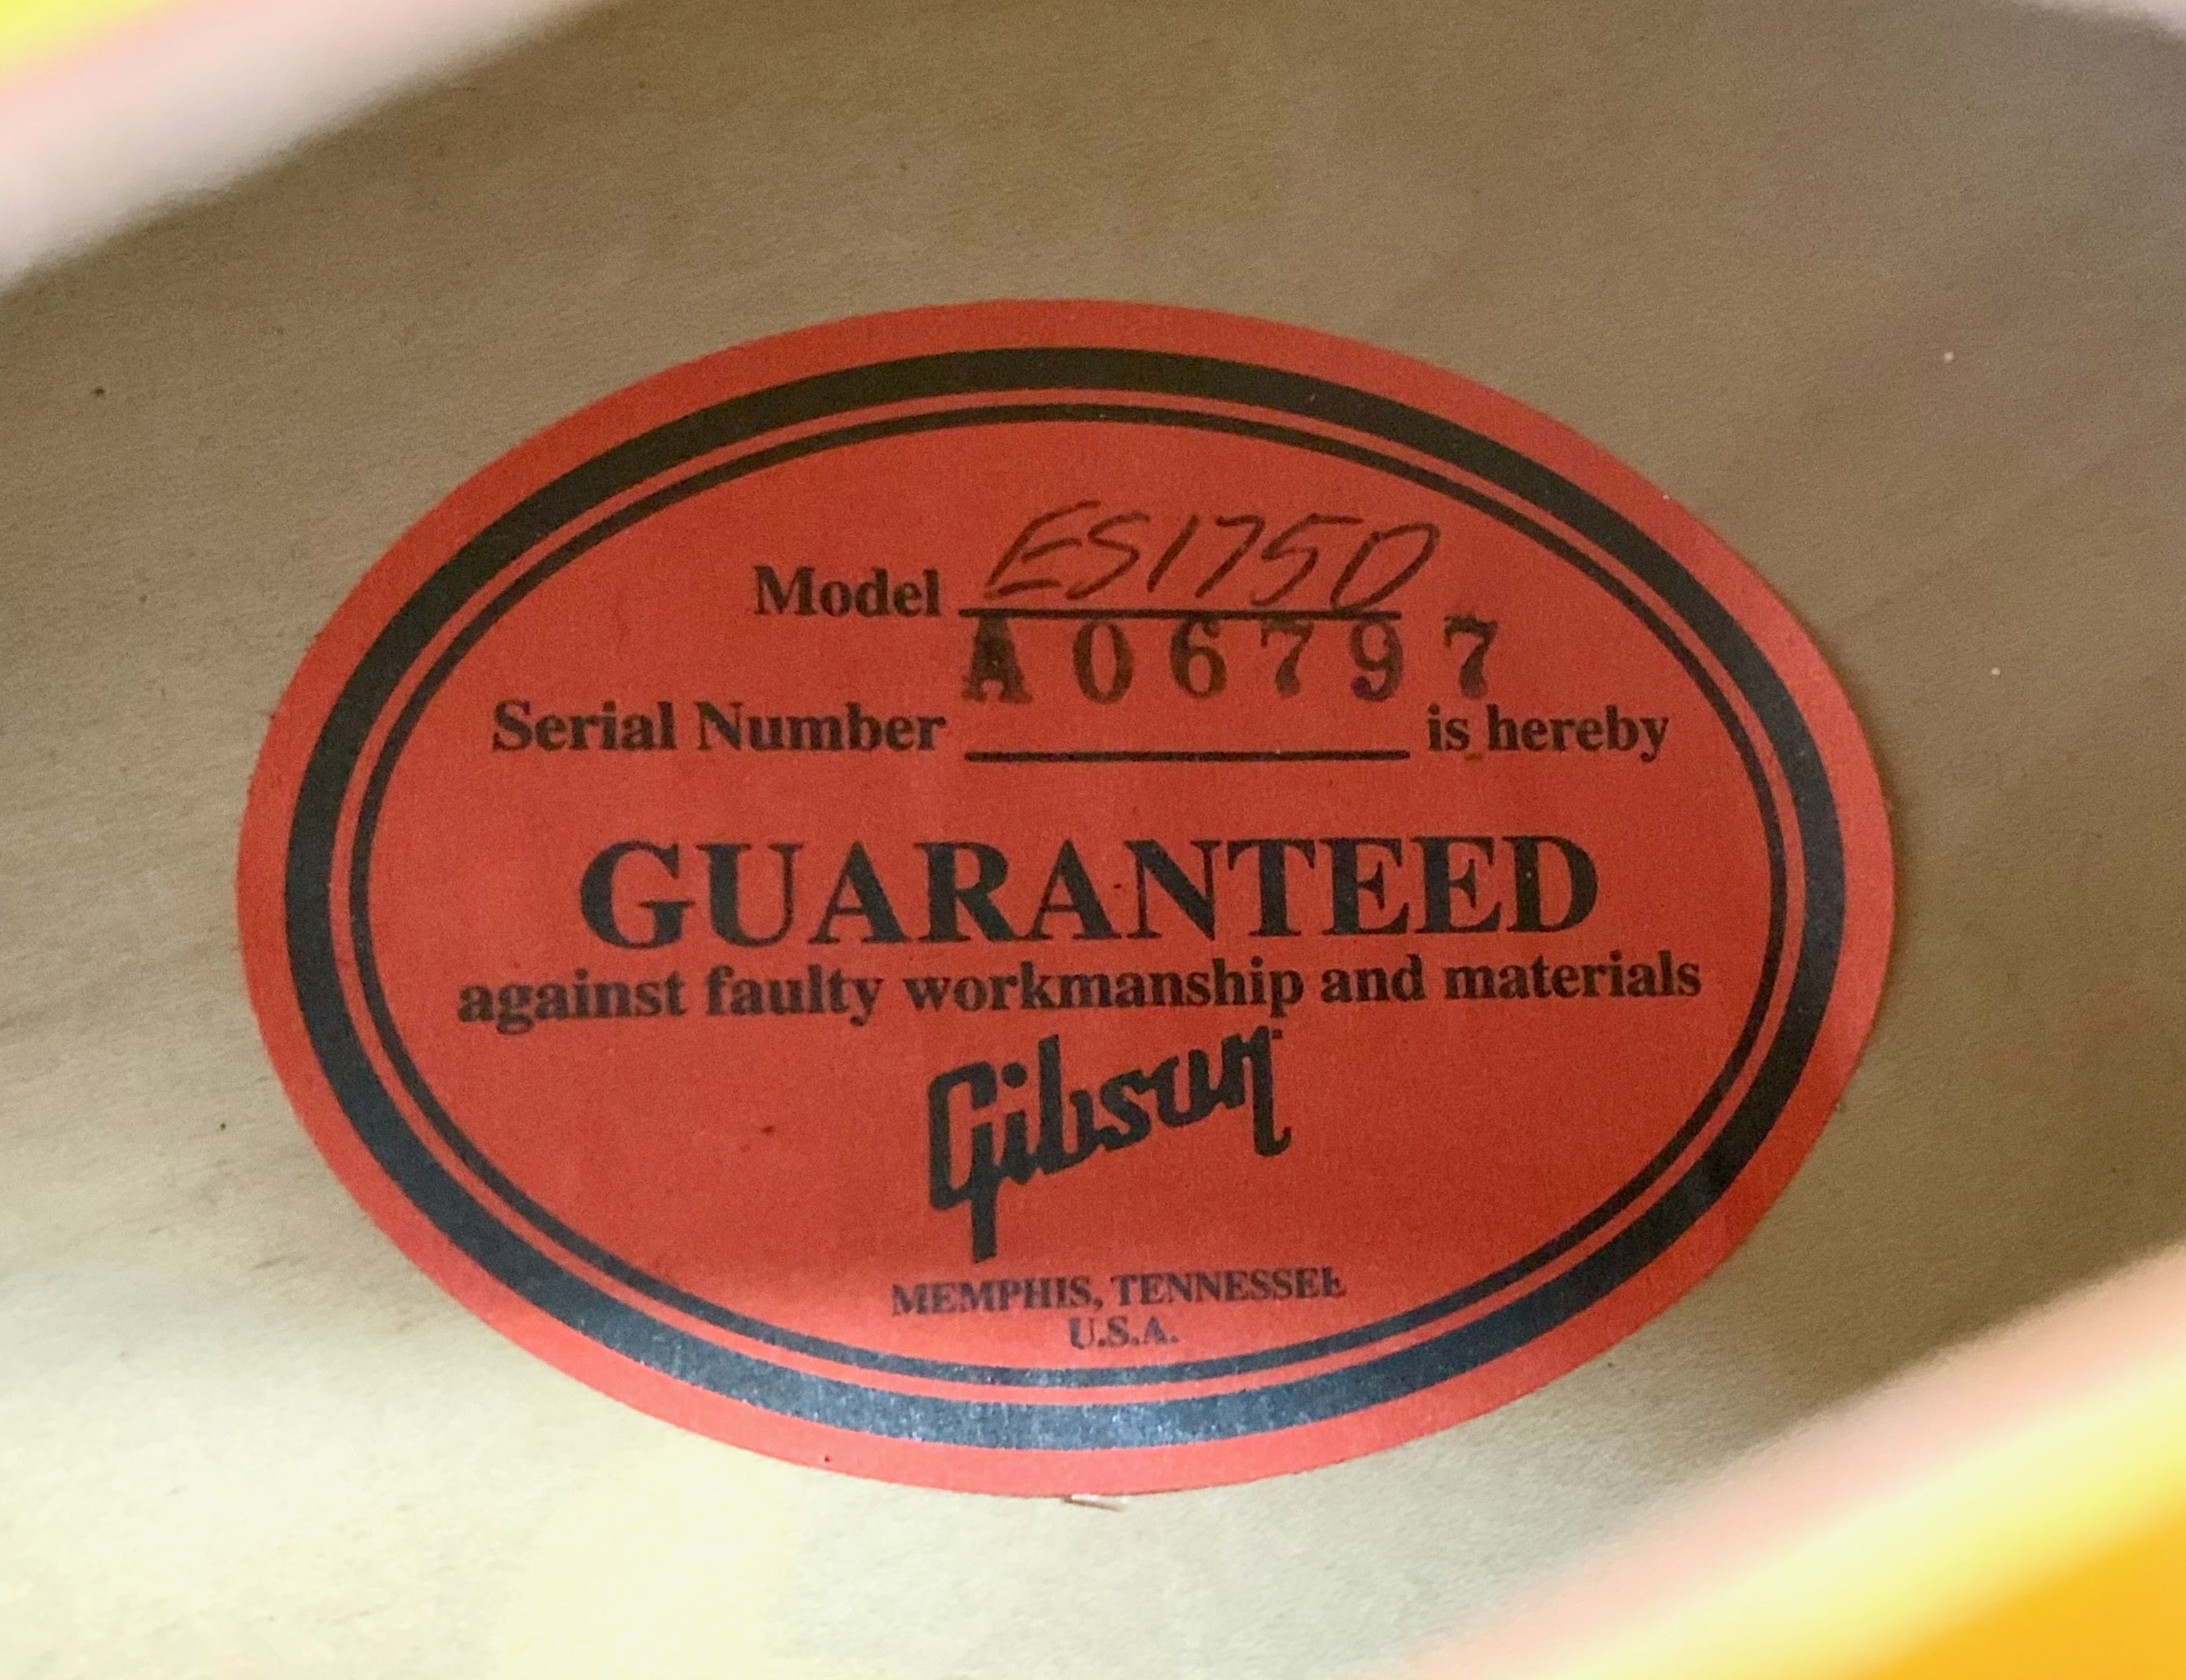 Model ES175D
A06797
Serial Number is hereby
GUARANTEED
against faulty workmanship and materials
Gibson
MEMPHIS, TENNESSEE
U.S.A.